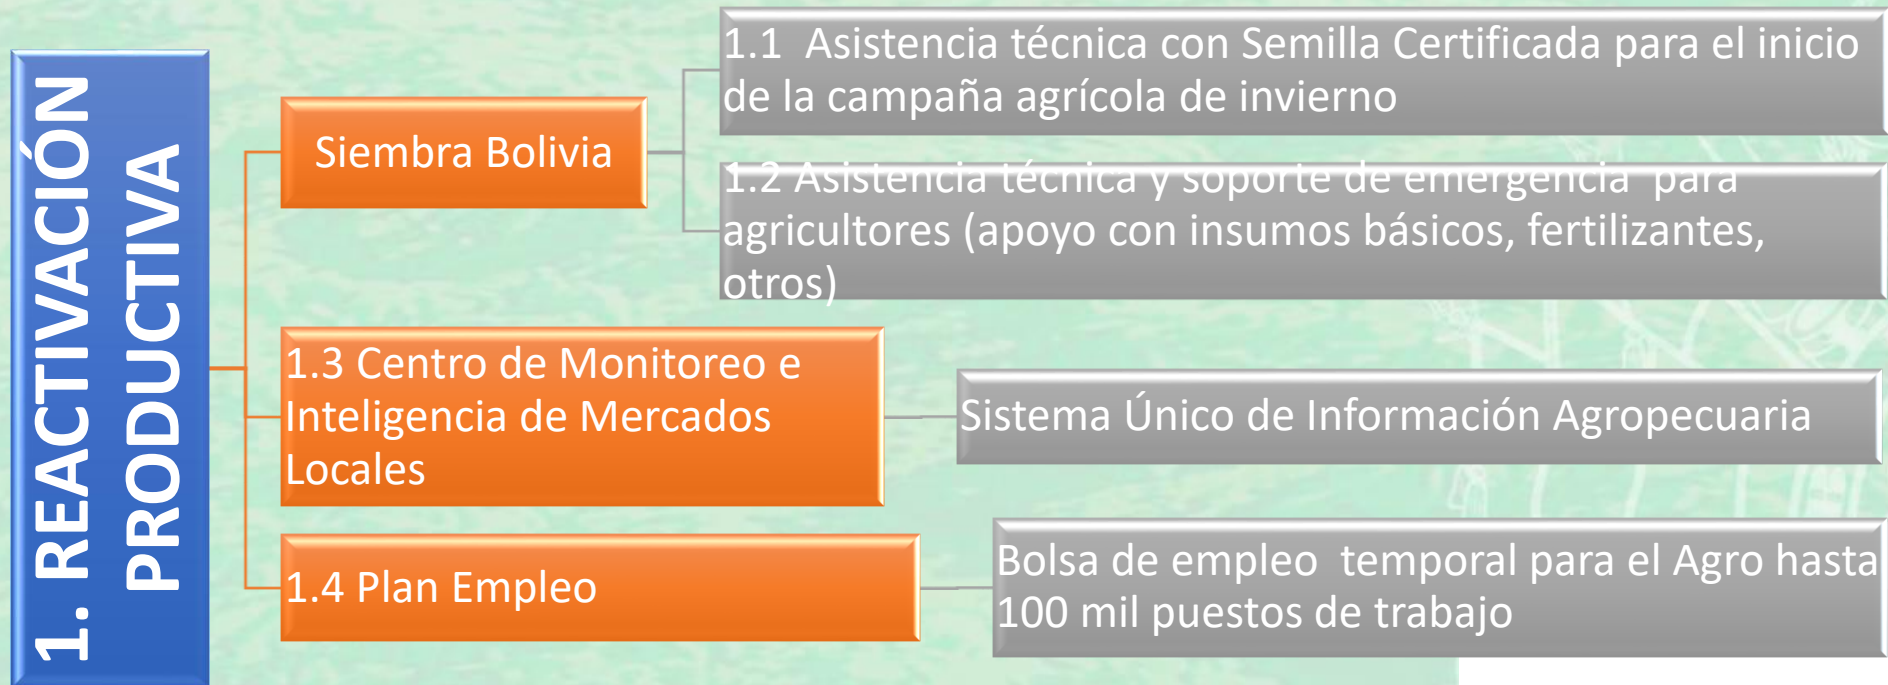 1. REACTIVACIÓN
PRODUCTIVA
Siembra Bolivia
1.1 Asistencia técnica con Semilla Certificada para el inicio
de la campaña agrícola de invierno
1.2 Asistencia técnica y soporte de emergencia para
agricultores (apoyo con insumos básicos, fertilizantes,
otros)
1.3 Centro de Monitoreo e
Inteligencia de Mercados
Locales
Sistema Único de Información Agropecuaria
1.4 Plan Empleo
Bolsa de empleo temporal para el Agro hasta
100 mil puestos de trabajo